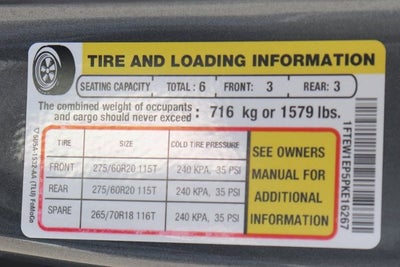 TIRE AND LOADING INFORMATION
SEATING CAPACITY TOTAL: 6 FRONT: 3 REAR: 3
The combined weight of occupants and cargo should never exceed : 716 kg or 1579 lbs.
TIRE SIZE COLD TIRE PRESSURE
FRONT 275/60R20 115T 240 KPA, 35 PSI
REAR 275/60R20 115T 240 KPA, 35 PSI
SPARE 265/70R18 116T 240 KPA, 35 PSI
SEE OWNERS
MANUAL FOR
ADDITIONAL
INFORMATION
1FTEW1EP5PKE16267